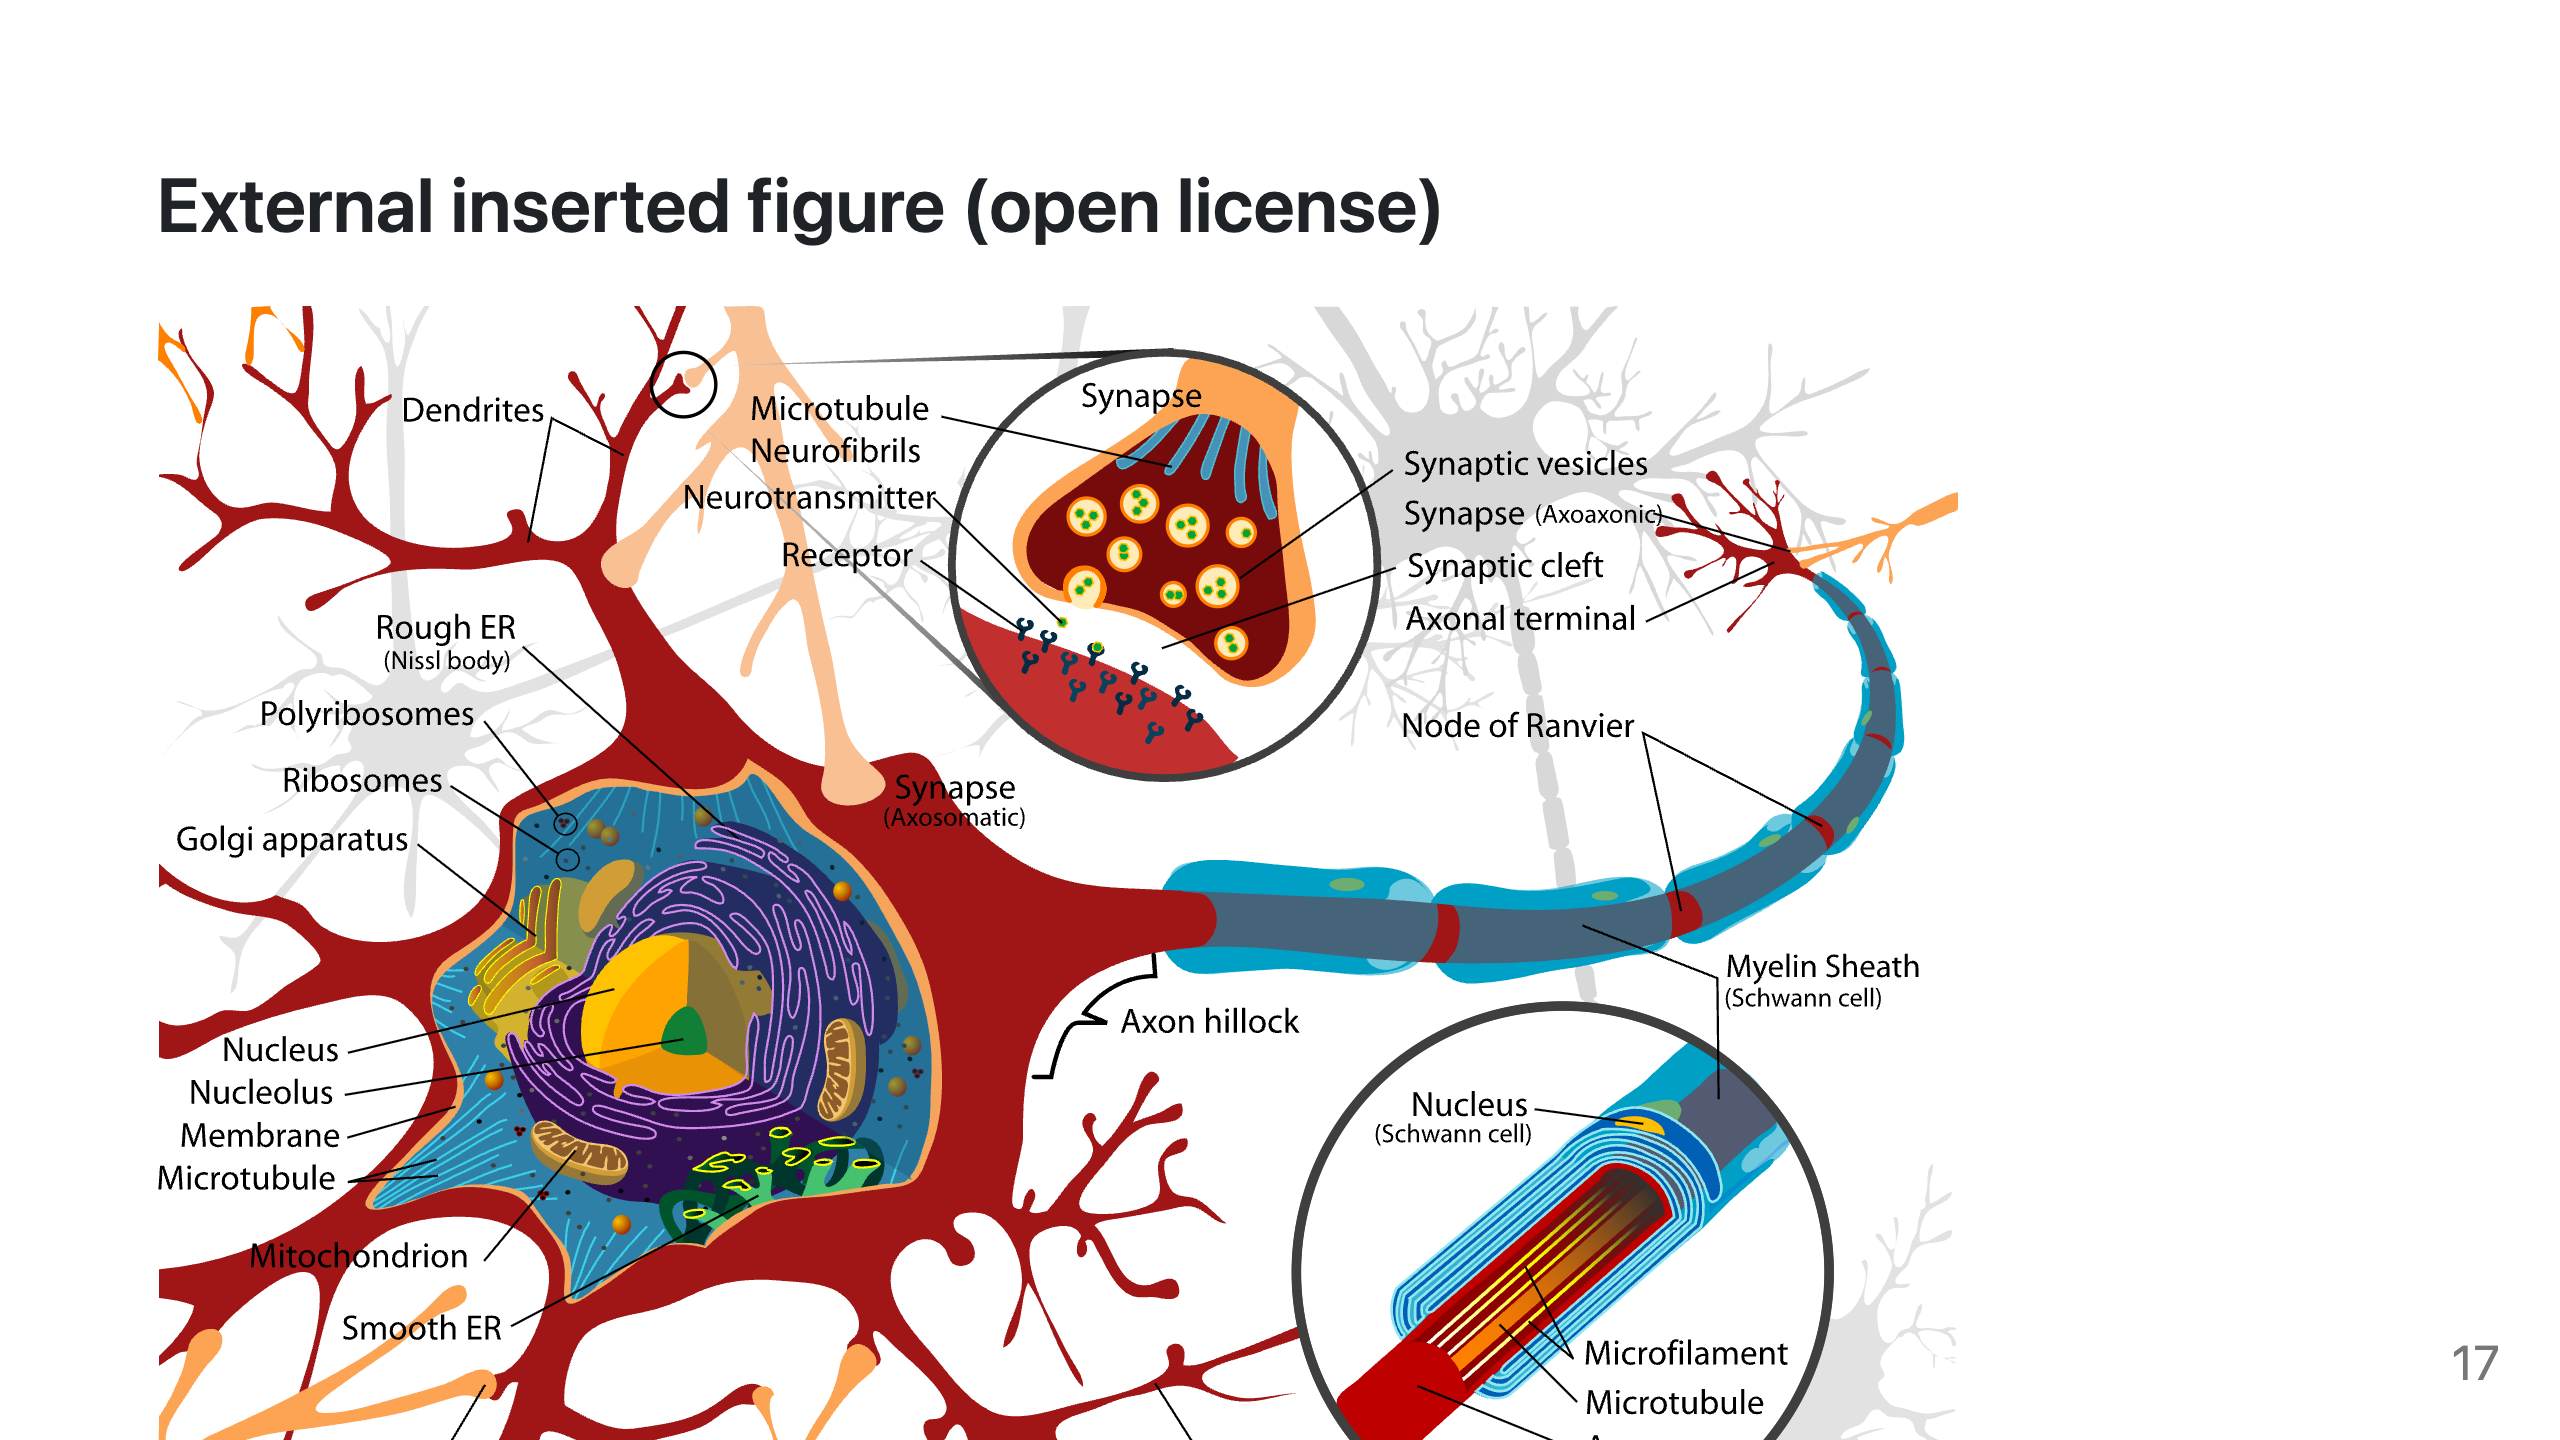 External inserted figure (open license)
Dendrites
Microtubule
Neurofibrils
Neurotransmitter
Receptor
Synapse
Synaptic vesicles
Synapse (Axoaxonic)
Synaptic cleft
Axonal terminal
Rough ER
(Nissl body)
Polyribosomes
Ribosomes
Golgi apparatus
Synapse
(Axosomatic)
Node of Ranvier
Myelin Sheath
(Schwann cell)
Axon hillock
Nucleus
Nucleolus
Membrane
Microtubule
Mitochondrion
Smooth ER
Nucleus
(Schwann cell)
Microfilament
Microtubule
17